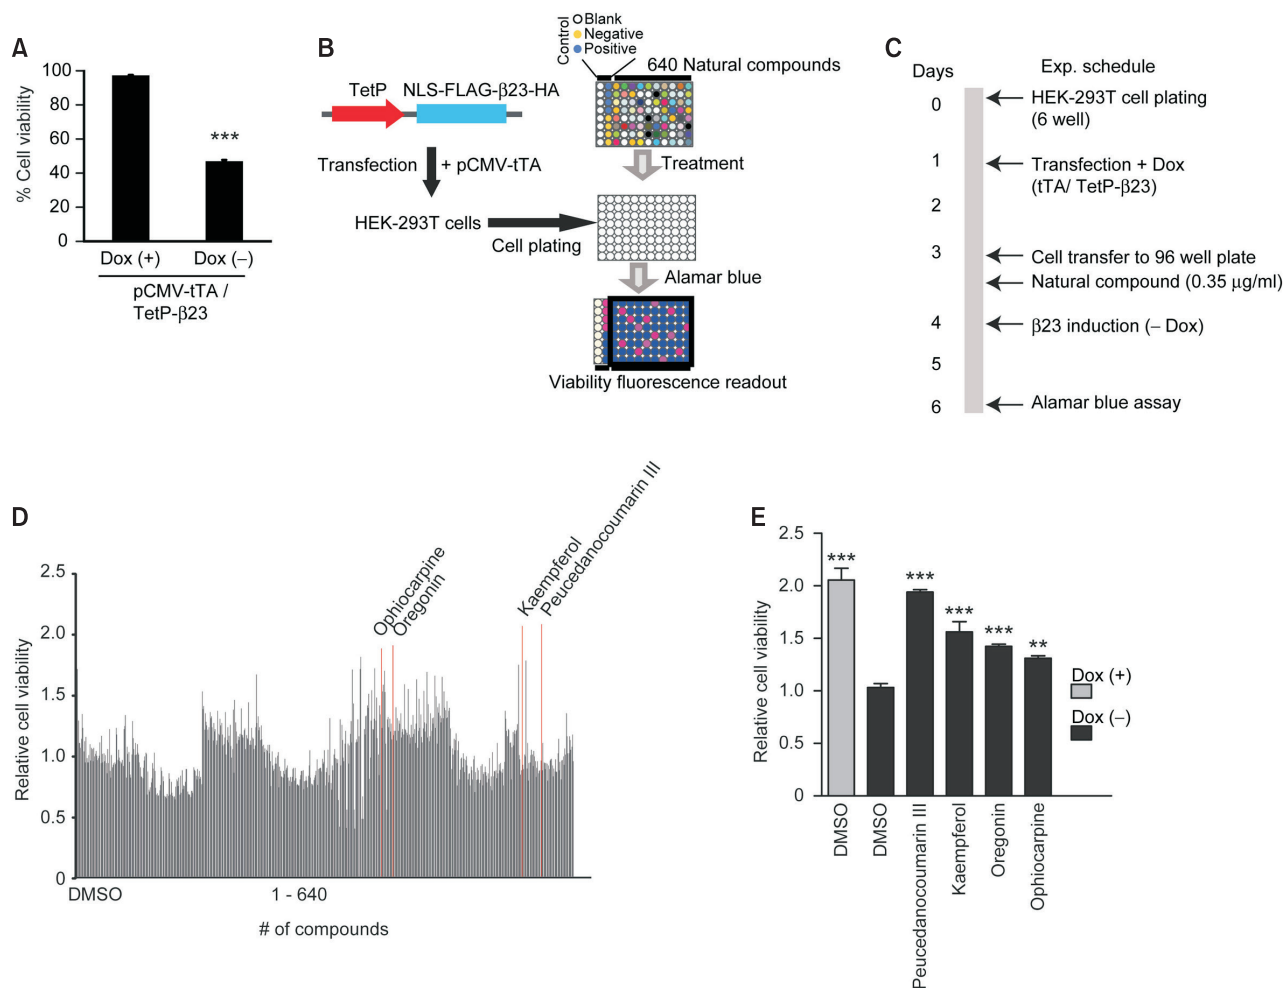 A
% Cell viability
100
80
60
40
20
0
***
Dox (+)
Dox (−)
pCMV-tTA /
TetP-β23
B
Control
Blank
Negative
Positive
640 Natural compounds
TetP
NLS-FLAG-β23-HA
Transfection
+ pCMV-tTA
Treatment
HEK-293T cells
Cell plating
Alamar blue
Viability fluorescence readout
C
Days
Exp. schedule
0
HEK-293T cell plating
(6 well)
1
Transfection + Dox
(tTA/ TetP-β23)
2
3
Cell transfer to 96 well plate
Natural compound (0.35 μg/ml)
4
β23 induction (− Dox)
5
6
Alamar blue assay
D
Relative cell viability
2.5
2.0
1.5
1.0
0.5
0
Ophiocarpine
Oregonin
Kaempferol
Peucedanocoumarin III
DMSO
1 - 640
# of compounds
E
Relative cell viability
2.5
2.0
1.5
1.0
0.5
0
***
***
***
***
**
Dox (+)
Dox (−)
DMSO
DMSO
Peucedanocoumarin III
Kaempferol
Oregonin
Ophiocarpine